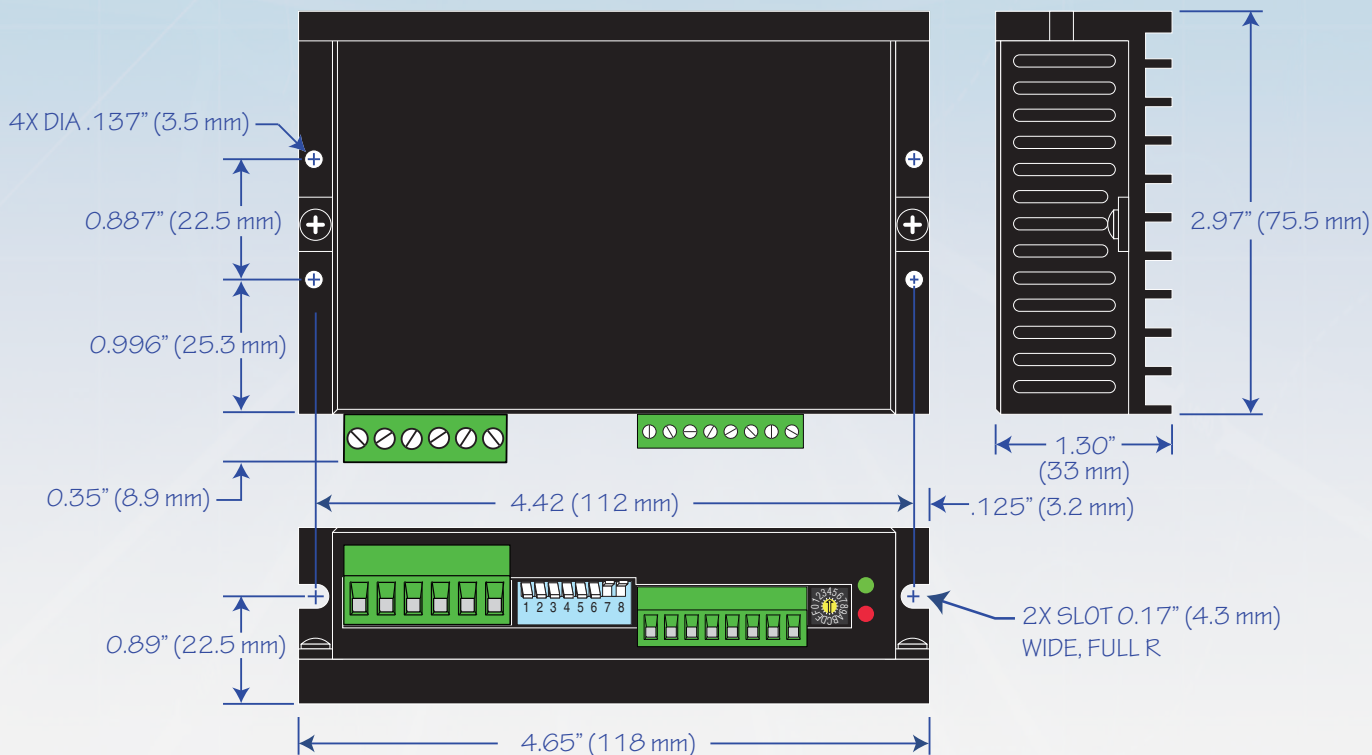 4X DIA .137” (3.5 mm)
0.887” (22.5 mm)
2.97” (75.5 mm)
0.996” (25.3 mm)
1.30”
(33 mm)
0.35” (8.9 mm)
4.42 (112 mm)
.125” (3.2 mm)
1 2 3 4 5 6 7 8
0123456789ABCDEF
2X SLOT 0.17” (4.3 mm)
WIDE, FULL R
0.89” (22.5 mm)
4.65” (118 mm)